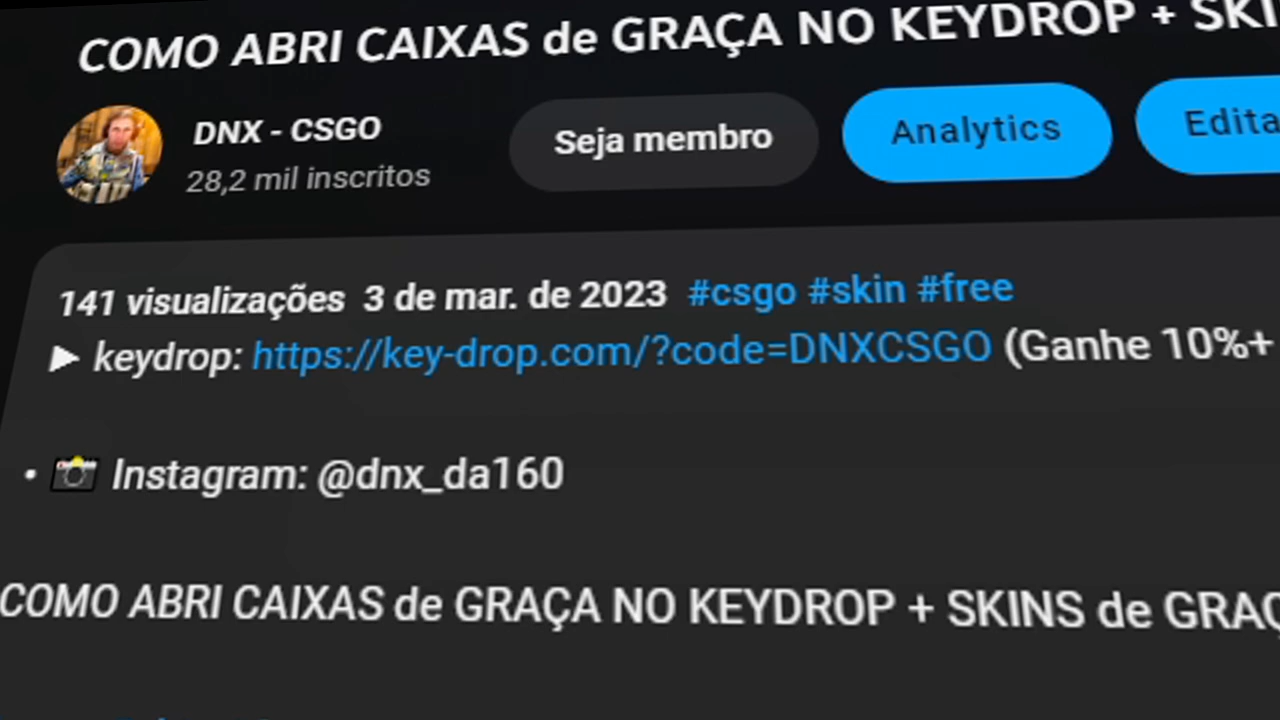 COMO ABRI CAIXAS de GRAÇA NO KEYDROP + SKI
DNX - CSGO
28,2 mil inscritos
Seja membro
Analytics
Edita
141 visualizações 3 de mar. de 2023 #csgo #skin #free
▶ keydrop: https://key-drop.com/?code=DNXCSGO (Ganhe 10%+
• 📸 Instagram: @dnx_da160
COMO ABRI CAIXAS de GRAÇA NO KEYDROP + SKINS de GRAÇ